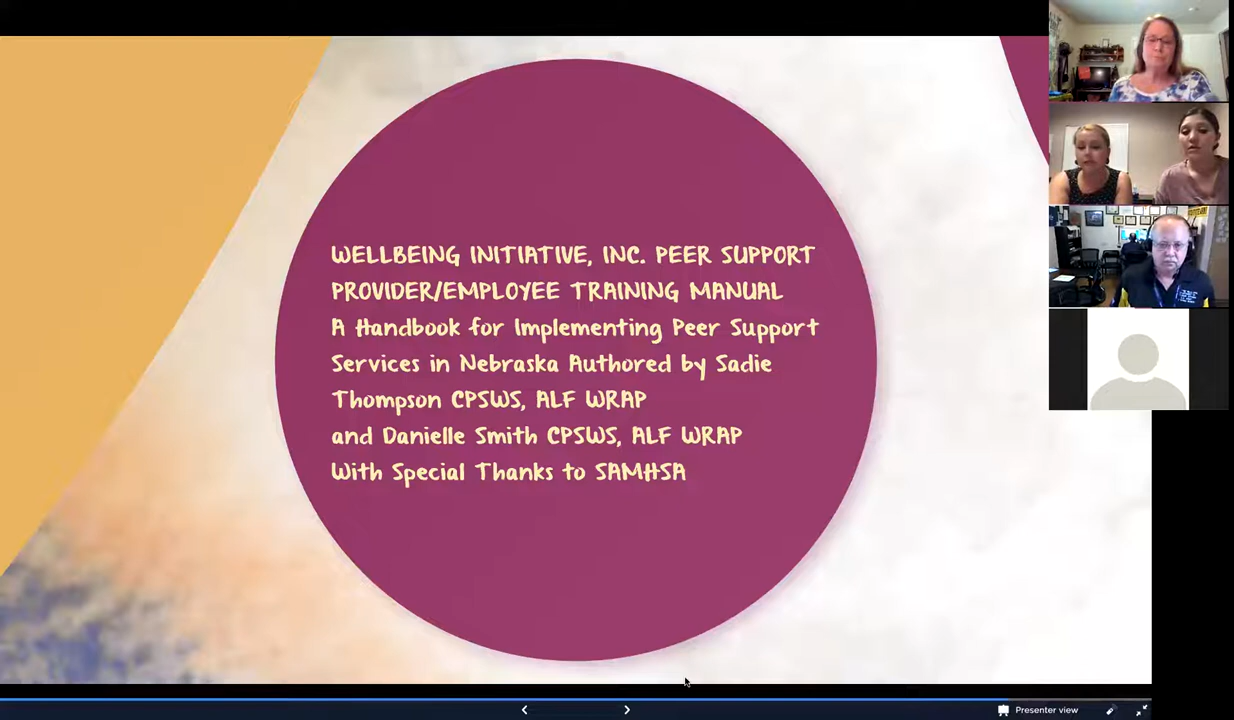 WELLBEING INITIATIVE, INC. PEER SUPPORT
PROVIDER/EMPLOYEE TRAINING MANUAL
A Handbook for Implementing Peer Support
Services in Nebraska Authored by Sadie
Thompson CPSWS, ALF WRAP
and Danielle Smith CPSWS, ALF WRAP
With Special Thanks to SAMHSA
Presenter view